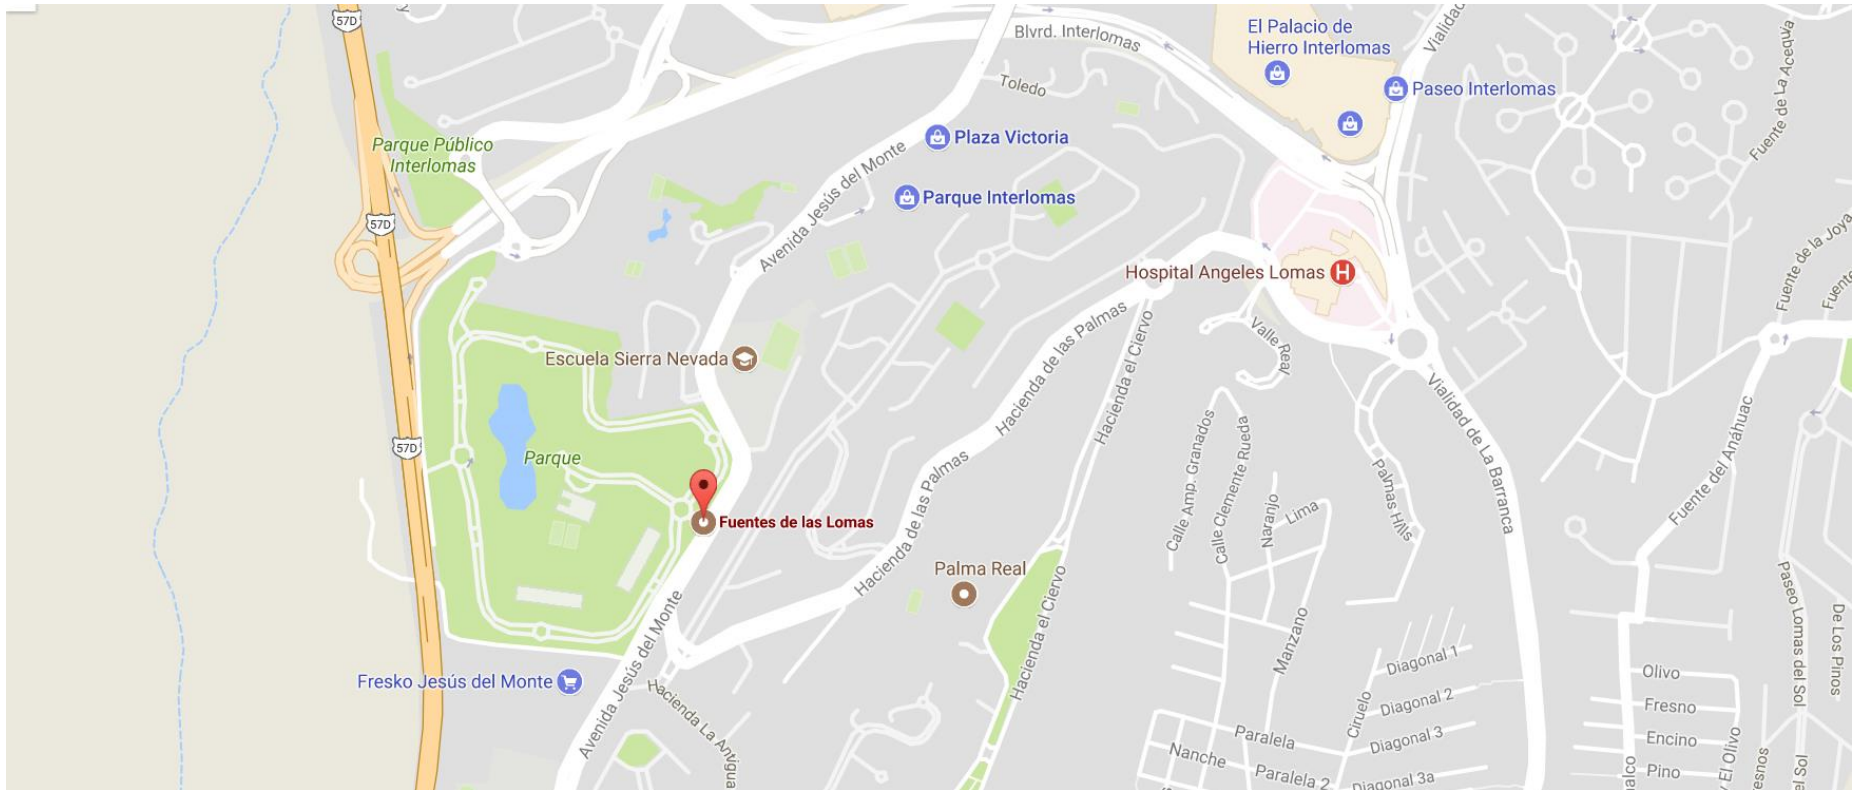 57D
Blvrd. Interlomas
El Palacio de
Hierro Interlomas
Vialidad
Toledo
Paseo Interlomas
Fuente de La Acebuia
Parque Público
Interlomas
Plaza Victoria
Avenida Jesús del Monte
Parque Interlomas
57D
Fuente de la Joya
Hospital Angeles Lomas
H
Fuente
Valle Real
Hacienda de las Palmas
Hacienda el Ciervo
Escuela Sierra Nevada
57D
Parque
Fuentes de las Lomas
Hacienda de las Palmas
Calle Amp. Granados
Calle Clemente Rueda
Naranjo
Lima
Palmas Hills
Vialidad de La Barranca
Fuente del Anáhuac
Palma Real
Hacienda el Ciervo
Manzano
Paseo Lomas del Sol
De Los Pinos
Fresko Jesús del Monte
Avenida Jesús del Monte
Hacienda La Antigua
Diagonal 1
Diagonal 2
Ciruelo
Diagonal 3
Paralela
Nanche
Paralela 2
Diagonal 3a
Olivo
Fresno
Encino
Pino
alco
y El Olivo
esnos
el Sol